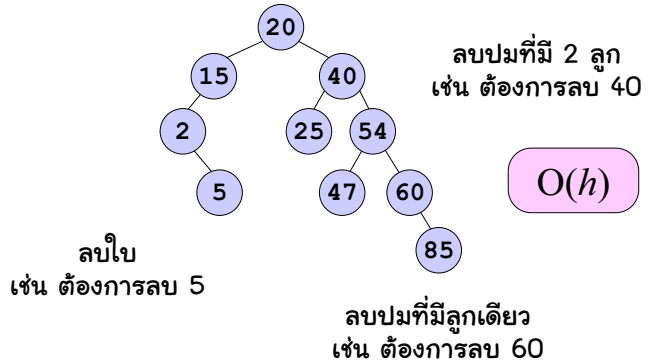 20
15
40
ลบปมที่มี 2 ลูก
เช่น ต้องการลบ 40
2
25
54
5
47
60
O(h)
85
ลบใบ
เช่น ต้องการลบ 5
ลบปมที่มีลูกเดียว
เช่น ต้องการลบ 60